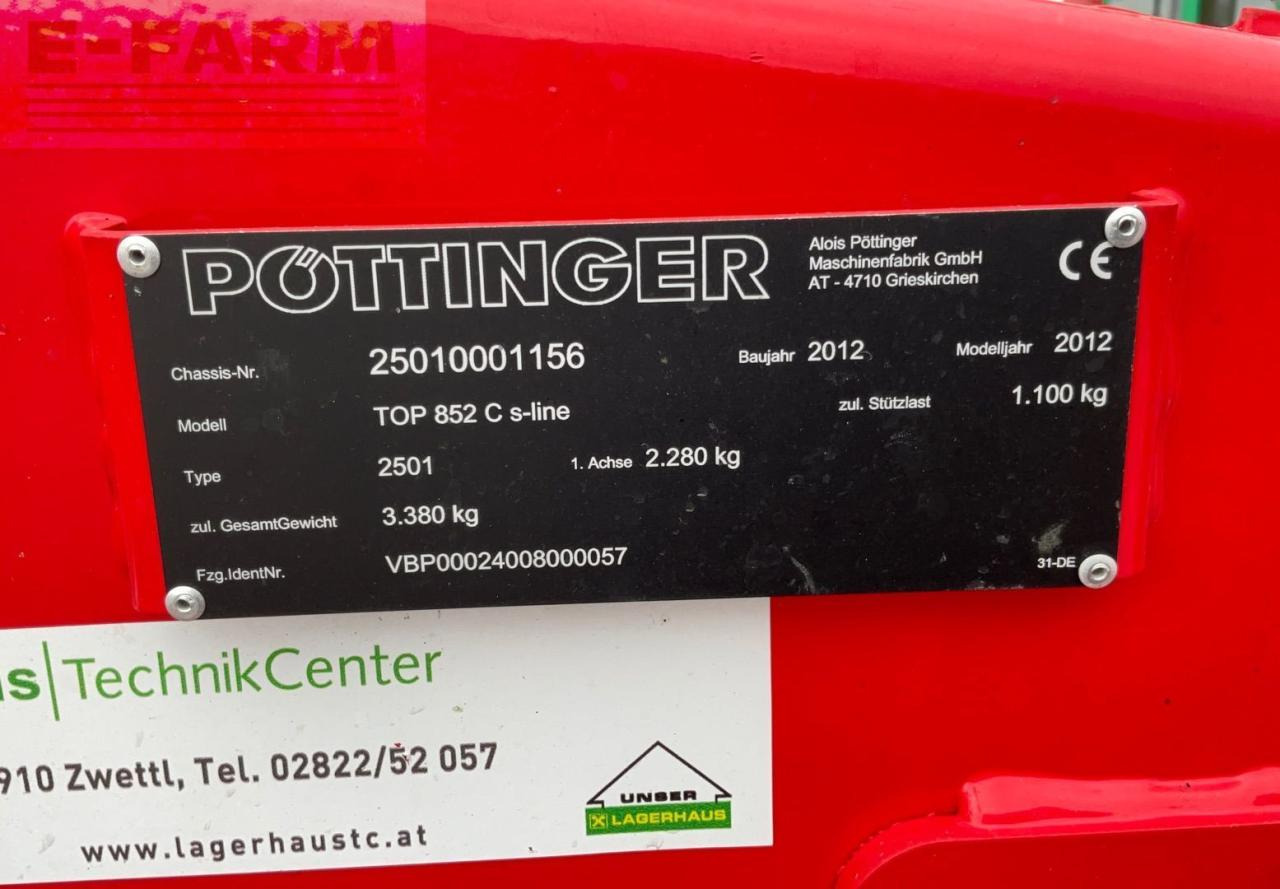 E-FARM
PÖTTINGER
Alois Pöttinger
Maschinenfabrik GmbH
AT - 4710 Grieskirchen
CE
Chassis-Nr. 25010001156 Baujahr 2012 Modelljahr 2012
Modell TOP 852 C s-line zul. Stützlast 1.100 kg
Type 2501 1. Achse 2.280 kg
zul. GesamtGewicht 3.380 kg
Fzg.IdentNr. VBP00024008000057
31-DE
s|TechnikCenter
910 Zwettl, Tel. 02822/52 057
www.lagerhaustc.at
UNSER
LAGERHAUS